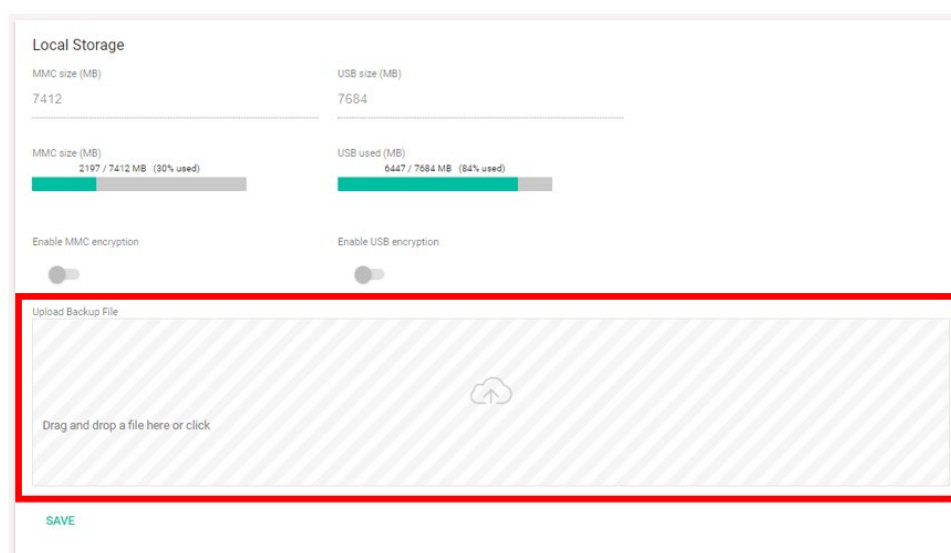 Local Storage
MMC size (MB)
USB size (MB)
7412
7684
MMC size (MB)
USB used (MB)
2197 / 7412 MB (30% used)
6447 / 7684 MB (84% used)
Enable MMC encryption
Enable USB encryption
Upload Backup File
Drag and drop a file here or click
SAVE